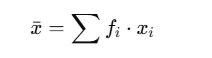 x̄ = ∑ fᵢ · xᵢ